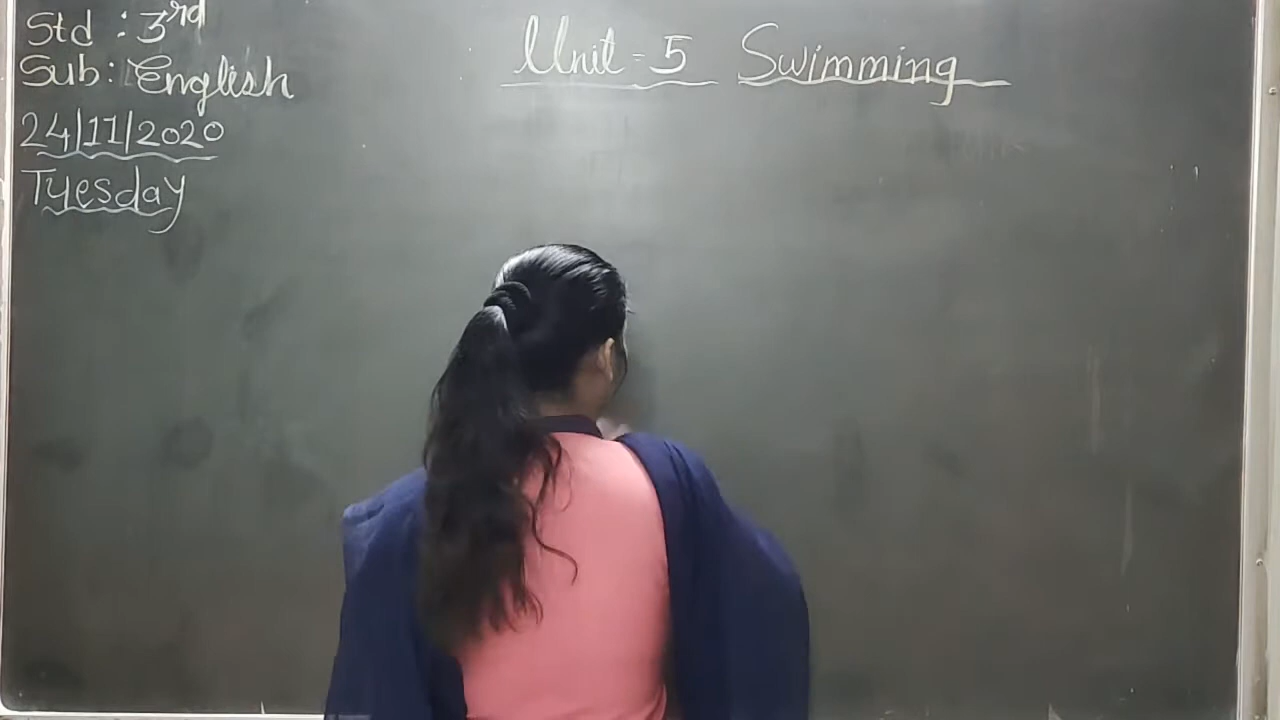 Std : 3rd
Sub: English
24/11/2020
Tuesday
Unit - 5 Swimming